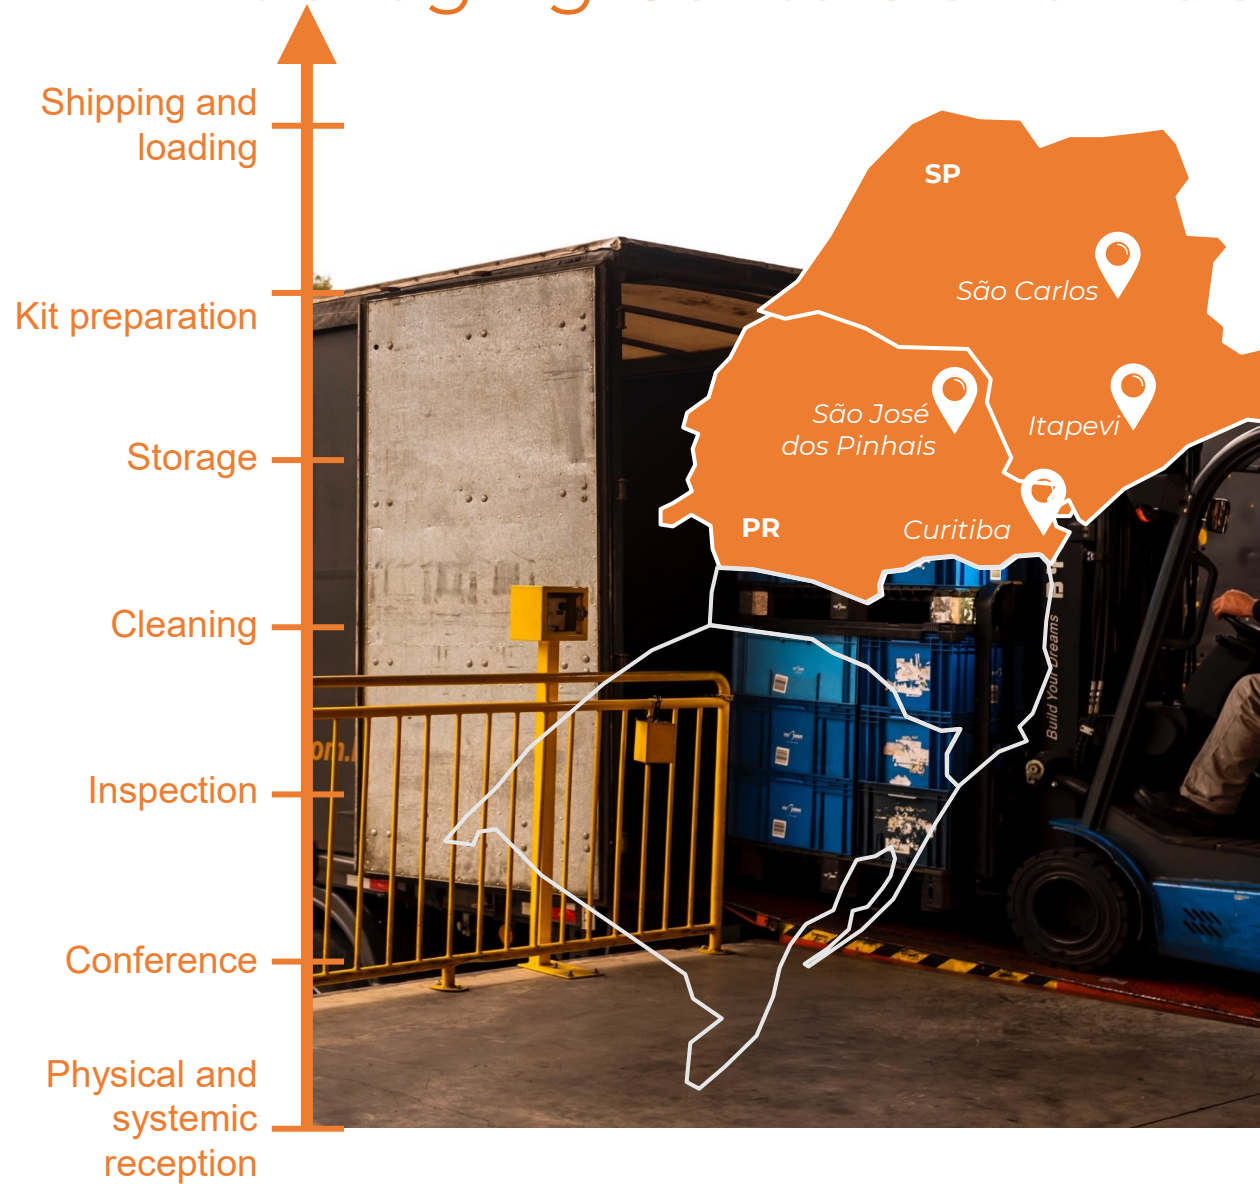 Shipping and
loading
Kit preparation
Storage
Cleaning
Inspection
Conference
Physical and
systemic
reception
SP
São Carlos
São José
dos Pinhais
Itapevi
PR
Curitiba
Build Your Dreams